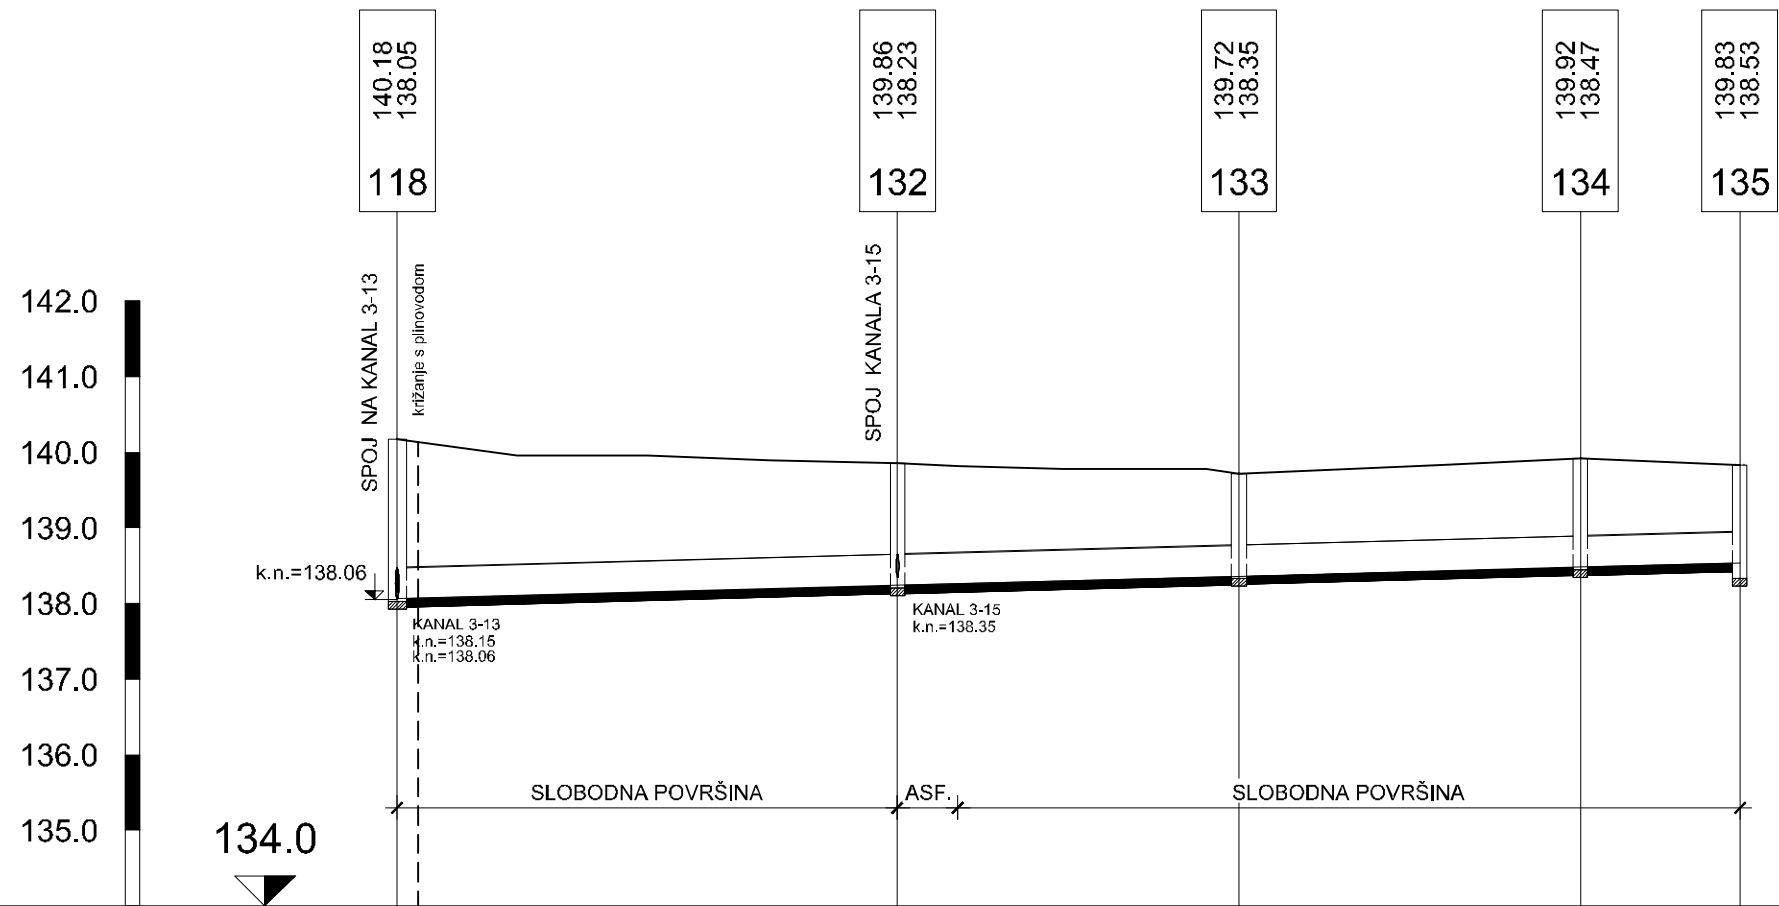 140.18
138.05
118
139.86
138.23
132
139.72
138.35
133
139.92
138.47
134
139.83
138.53
135
SPOJ NA KANAL 3-13
križanje s plinovodom
SPOJ KANALA 3-15
142.0
141.0
140.0
139.0
138.0
137.0
136.0
135.0
k.n.=138.06
KANAL 3-13
k.n.=138.15
k.n.=138.06
KANAL 3-15
k.n.=138.35
SLOBODNA POVRŠINA
ASF.
SLOBODNA POVRŠINA
134.0